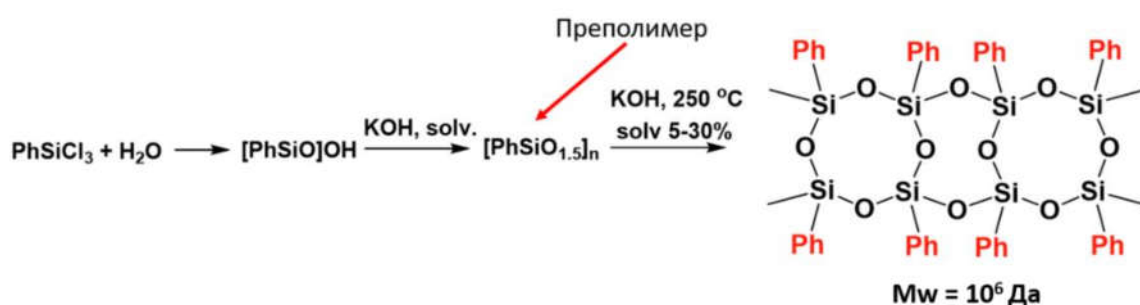 Преполимер
PhSiCl₃ + H₂O
[PhSiO]OH
KOH, solv.
[PhSiO₁.₅]ₙ
KOH, 250 °C
solv 5-30%
Ph Ph Ph Ph
Si O Si O Si O Si
O O O O
Si O Si O Si O Si
Ph Ph Ph Ph
Mw = 10⁶ Да